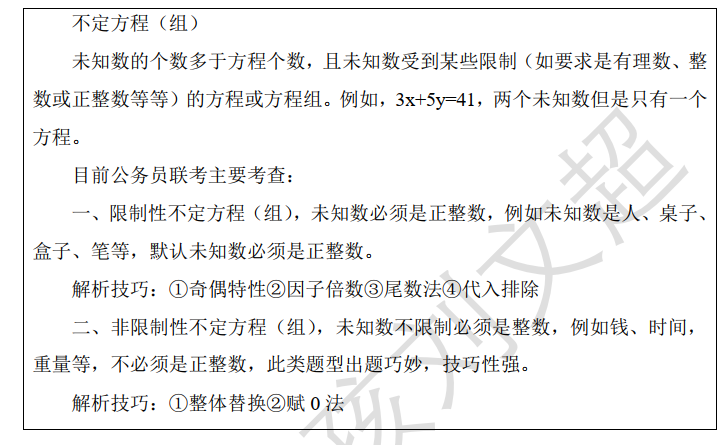 不定方程（组）
未知数的个数多于方程个数，且未知数受到某些限制（如要求是有理数、整
数或正整数等等）的方程或方程组。例如，3x+5y=41，两个未知数但是只有一个
方程。
目前公务员联考主要考查：
一、限制性不定方程（组），未知数必须是正整数，例如未知数是人、桌子、
盒子、笔等，默认未知数必须是正整数。
解析技巧：①奇偶特性②因子倍数③尾数法④代入排除
二、非限制性不定方程（组），未知数不限制必须是整数，例如钱、时间，
重量等，不必须是正整数，此类题型出题巧妙，技巧性强。
解析技巧：①整体替换②赋 0 法
孩刘文超